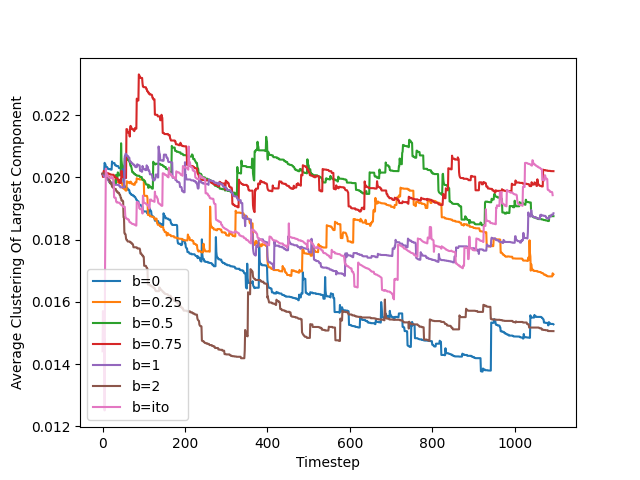 Average Clustering Of Largest Component
0.022
0.020
0.018
0.016
0.014
0.012
b=0
b=0.25
b=0.5
b=0.75
b=1
b=2
b=ito
0 200 400 600 800 1000
Timestep